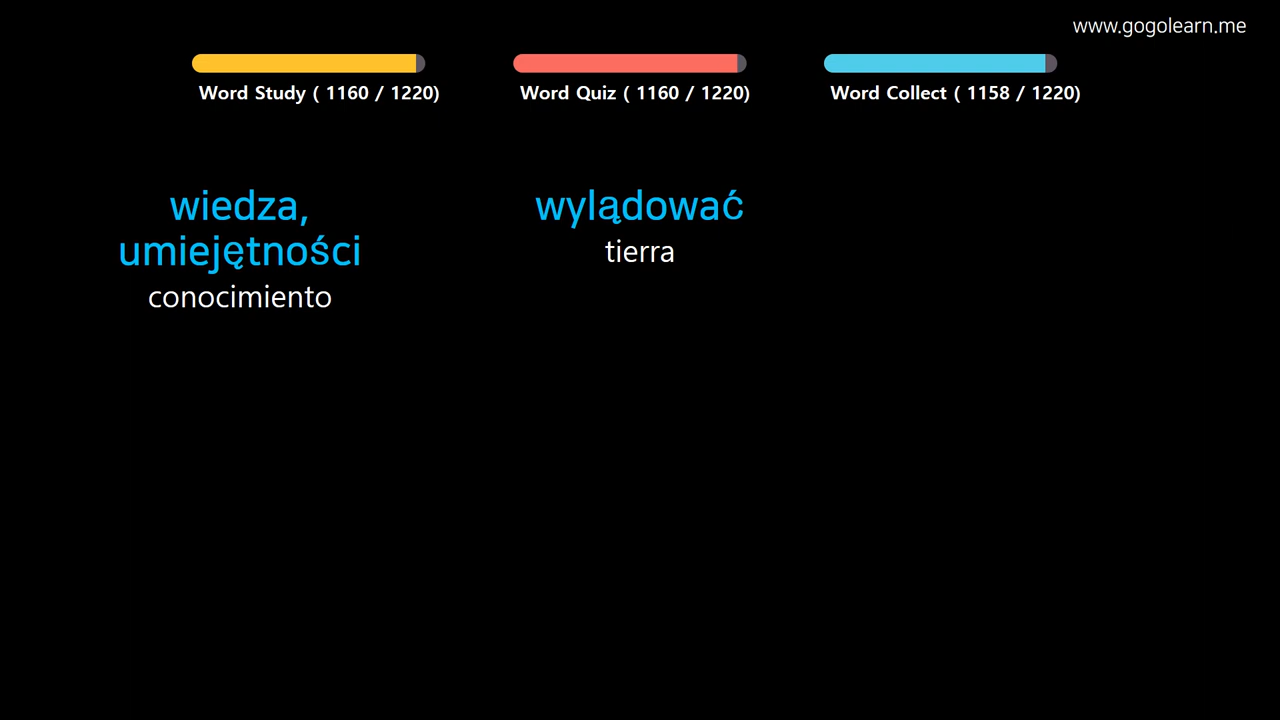 www.gogolearn.me
Word Study ( 1160 / 1220)
Word Quiz ( 1160 / 1220)
Word Collect ( 1158 / 1220)
wiedza,
umiejętności
conocimiento
wylądować
tierra